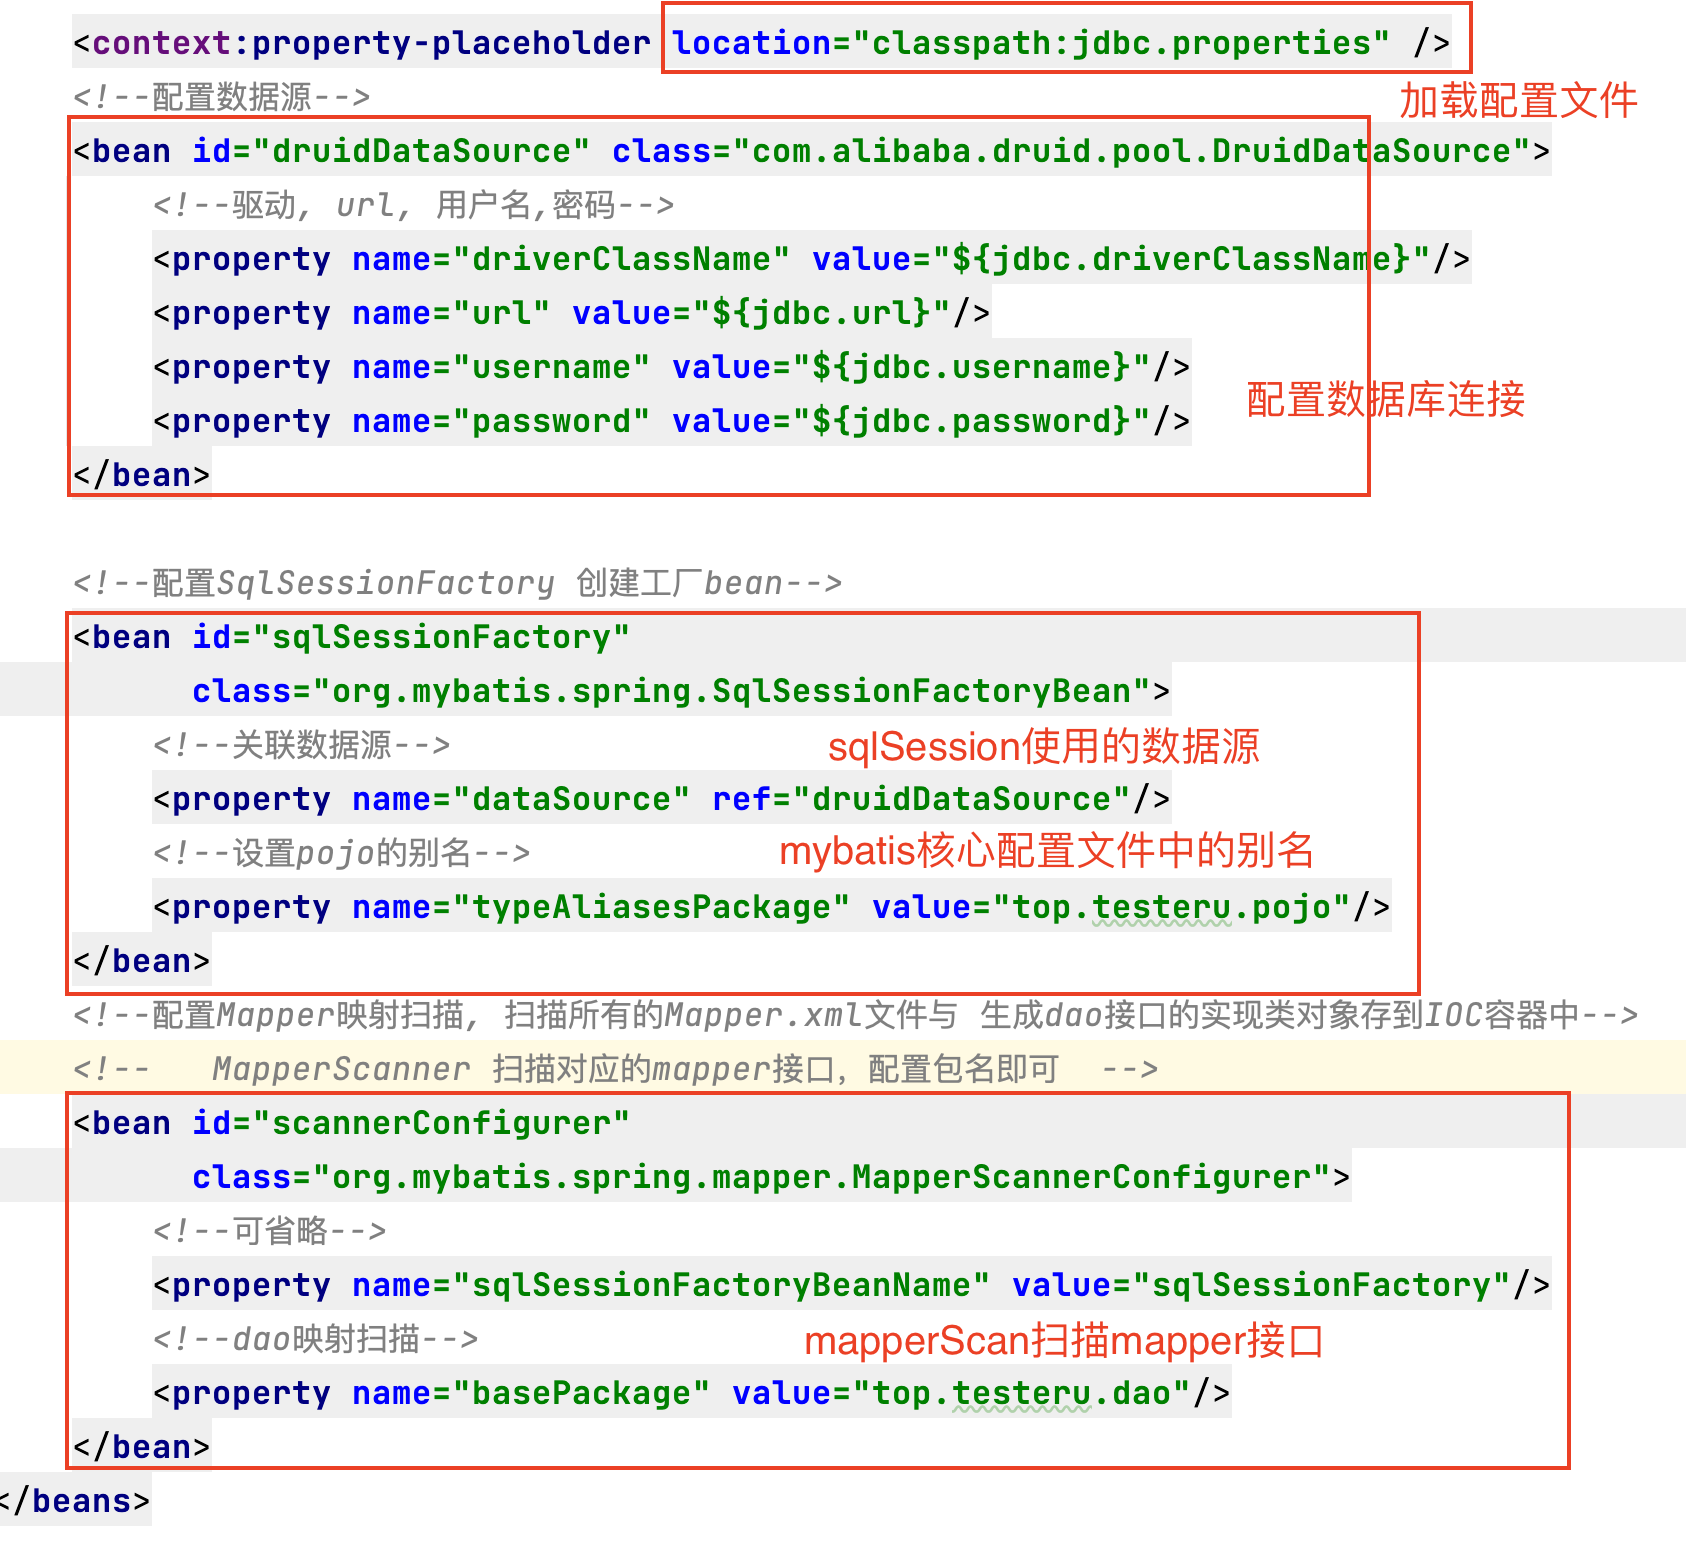 <context:property-placeholder location="classpath:jdbc.properties" />
<!--配置数据源-->
加载配置文件
<bean id="druidDataSource" class="com.alibaba.druid.pool.DruidDataSource">
<!--驱动, url, 用户名,密码-->
<property name="driverClassName" value="${jdbc.driverClassName}"/>
<property name="url" value="${jdbc.url}"/>
<property name="username" value="${jdbc.username}"/>
配置数据库连接
<property name="password" value="${jdbc.password}"/>
</bean>
<!--配置SqlSessionFactory 创建工厂bean-->
<bean id="sqlSessionFactory"
class="org.mybatis.spring.SqlSessionFactoryBean">
<!--关联数据源-->
sqlSession使用的数据源
<property name="dataSource" ref="druidDataSource"/>
<!--设置pojo的别名-->
mybatis核心配置文件中的别名
<property name="typeAliasesPackage" value="top.testeru.pojo"/>
</bean>
<!--配置Mapper映射扫描, 扫描所有的Mapper.xml文件与 生成dao接口的实现类对象存到IOC容器中-->
<!-- MapperScanner 扫描对应的mapper接口，配置包名即可 -->
<bean id="scannerConfigurer"
class="org.mybatis.spring.mapper.MapperScannerConfigurer">
<!--可省略-->
<property name="sqlSessionFactoryBeanName" value="sqlSessionFactory"/>
<!--dao映射扫描-->
mapperScan扫描mapper接口
<property name="basePackage" value="top.testeru.dao"/>
</bean>
</beans>